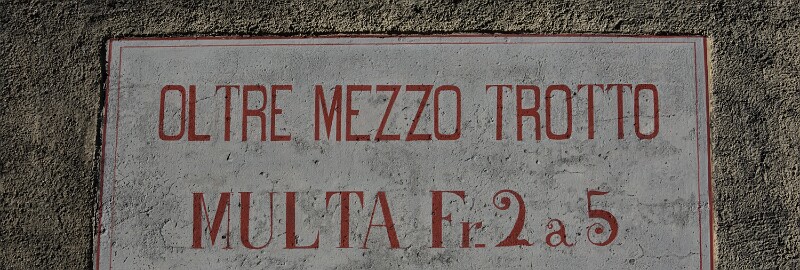 OLTRE MEZZO TROTTO
MULTA Fr. 2 a 5